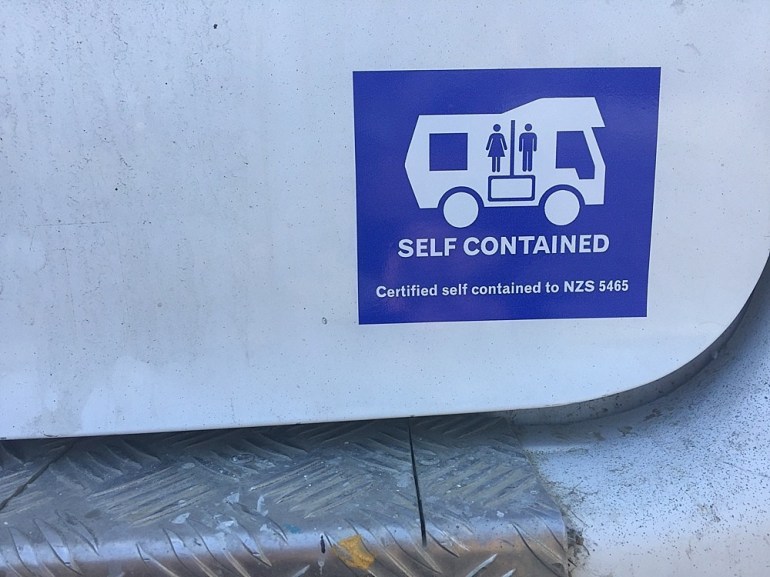 SELF CONTAINED
Certified self contained to NZS 5465